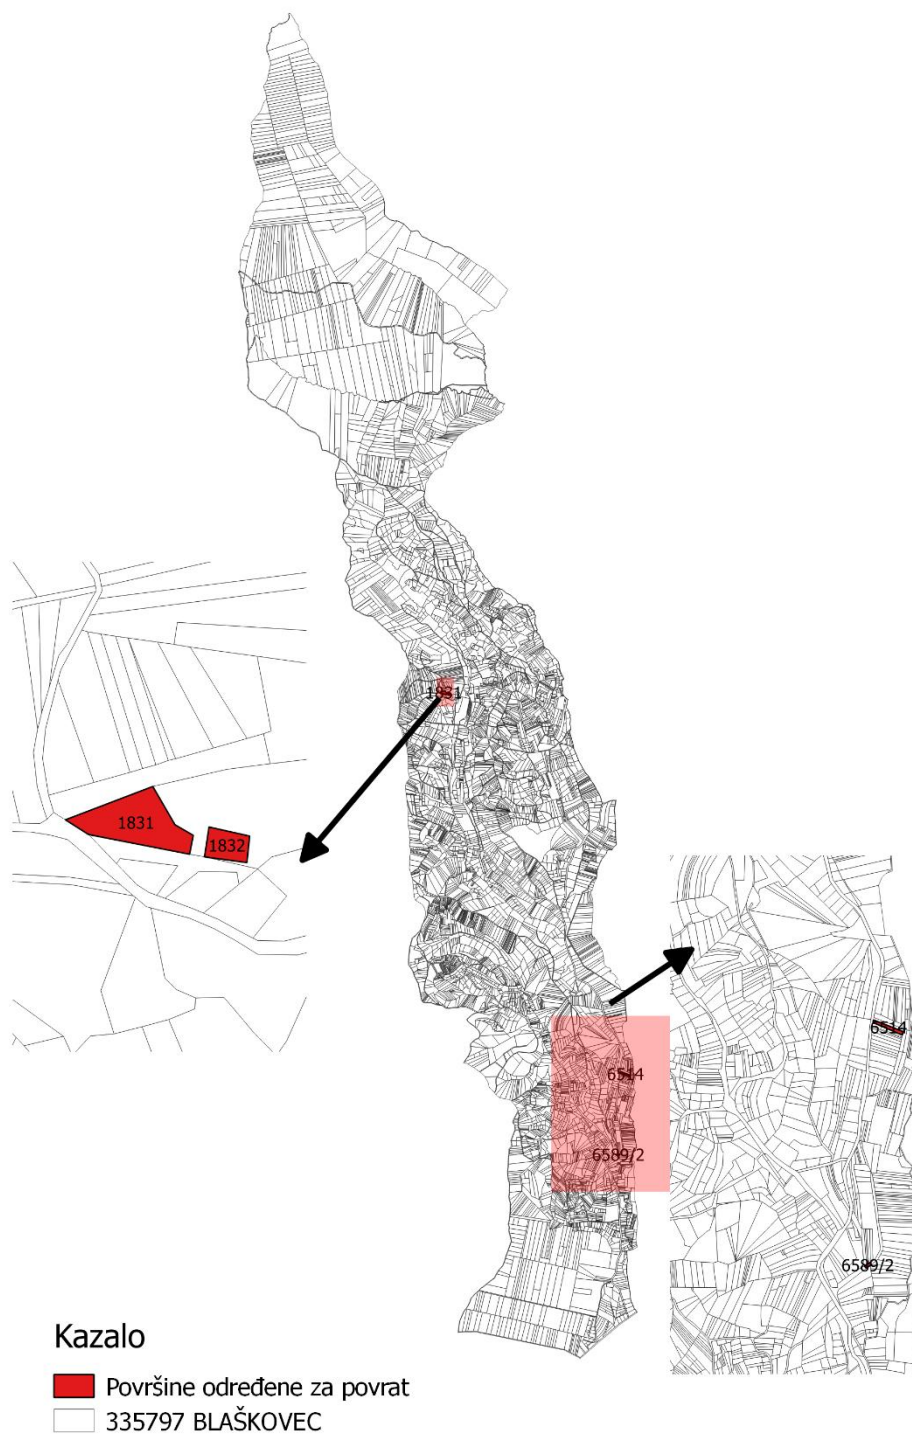 1831
1831
1832
6514
6514
6589/2
6589/2
Kazalo
Površine određene za povrat
335797 BLAŠKOVEC